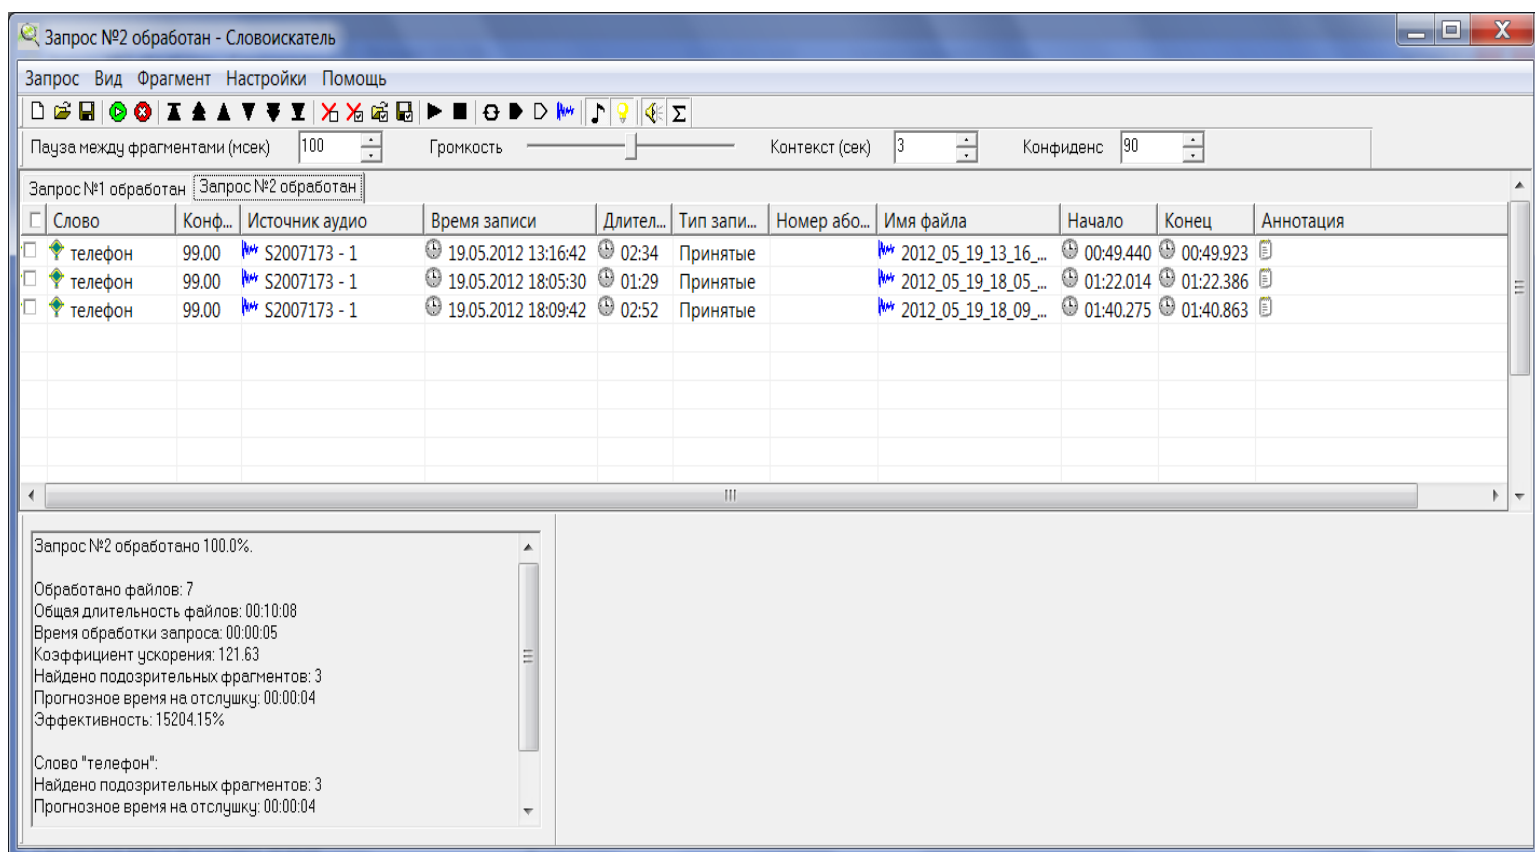 Запрос №2 обработан - Словоискатель
Запрос Вид Фрагмент Настройки Помощь
Пауза между фрагментами (мсек) 100 Громкость Контекст (сек) 3 Конфиденс 90
Запрос №1 обработан Запрос №2 обработан
Слово Конф... Источник аудио Время записи Длител... Тип запи... Номер або... Имя файла Начало Конец Аннотация
телефон 99.00 S2007173 - 1 19.05.2012 13:16:42 02:34 Принятые 2012_05_19_13_16_... 00:49.440 00:49.923
телефон 99.00 S2007173 - 1 19.05.2012 18:05:30 01:29 Принятые 2012_05_19_18_05_... 01:22.014 01:22.386
телефон 99.00 S2007173 - 1 19.05.2012 18:09:42 02:52 Принятые 2012_05_19_18_09_... 01:40.275 01:40.863
Запрос №2 обработано 100.0%.
Обработано файлов: 7
Общая длительность файлов: 00:10:08
Время обработки запроса: 00:00:05
Коэффициент ускорения: 121.63
Найдено подозрительных фрагментов: 3
Прогнозное время на отслушку: 00:00:04
Эффективность: 15204.15%
Слово "телефон":
Найдено подозрительных фрагментов: 3
Прогнозное время на отслушку: 00:00:04